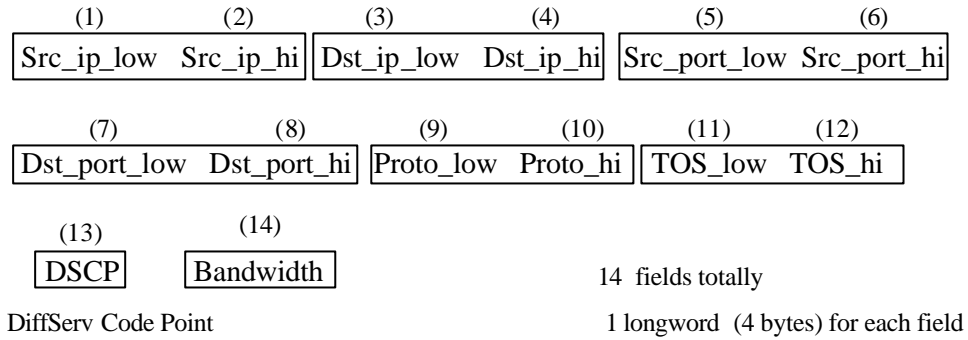 (1) (2) (3) (4) (5) (6)
Src_ip_low Src_ip_hi Dst_ip_low Dst_ip_hi Src_port_low Src_port_hi
(7) (8) (9) (10) (11) (12)
Dst_port_low Dst_port_hi Proto_low Proto_hi TOS_low TOS_hi
(13) (14)
DSCP Bandwidth 14 fields totally
DiffServ Code Point 1 longword (4 bytes) for each field